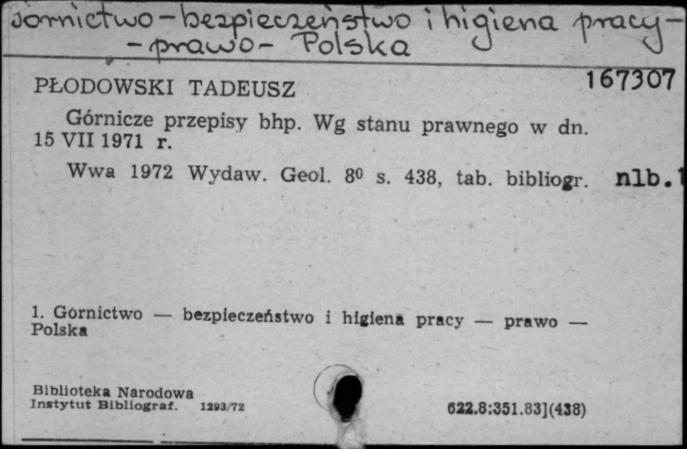 Górnictwo - bezpieczeństwo i higiena pracy -
- prawo - Polska
167307
PŁODOWSKI TADEUSZ
Górnicze przepisy bhp. Wg stanu prawnego w dn.
15 VII 1971 r.
Wwa 1972 Wydaw. Geol. 8⁰ s. 438, tab. bibliogr. nlb.1
1. Górnictwo — bezpieczeństwo i higiena pracy — prawo —
Polska
Biblioteka Narodowa
Instytut Bibliograf. 1293/72
622.8:351.83](438)